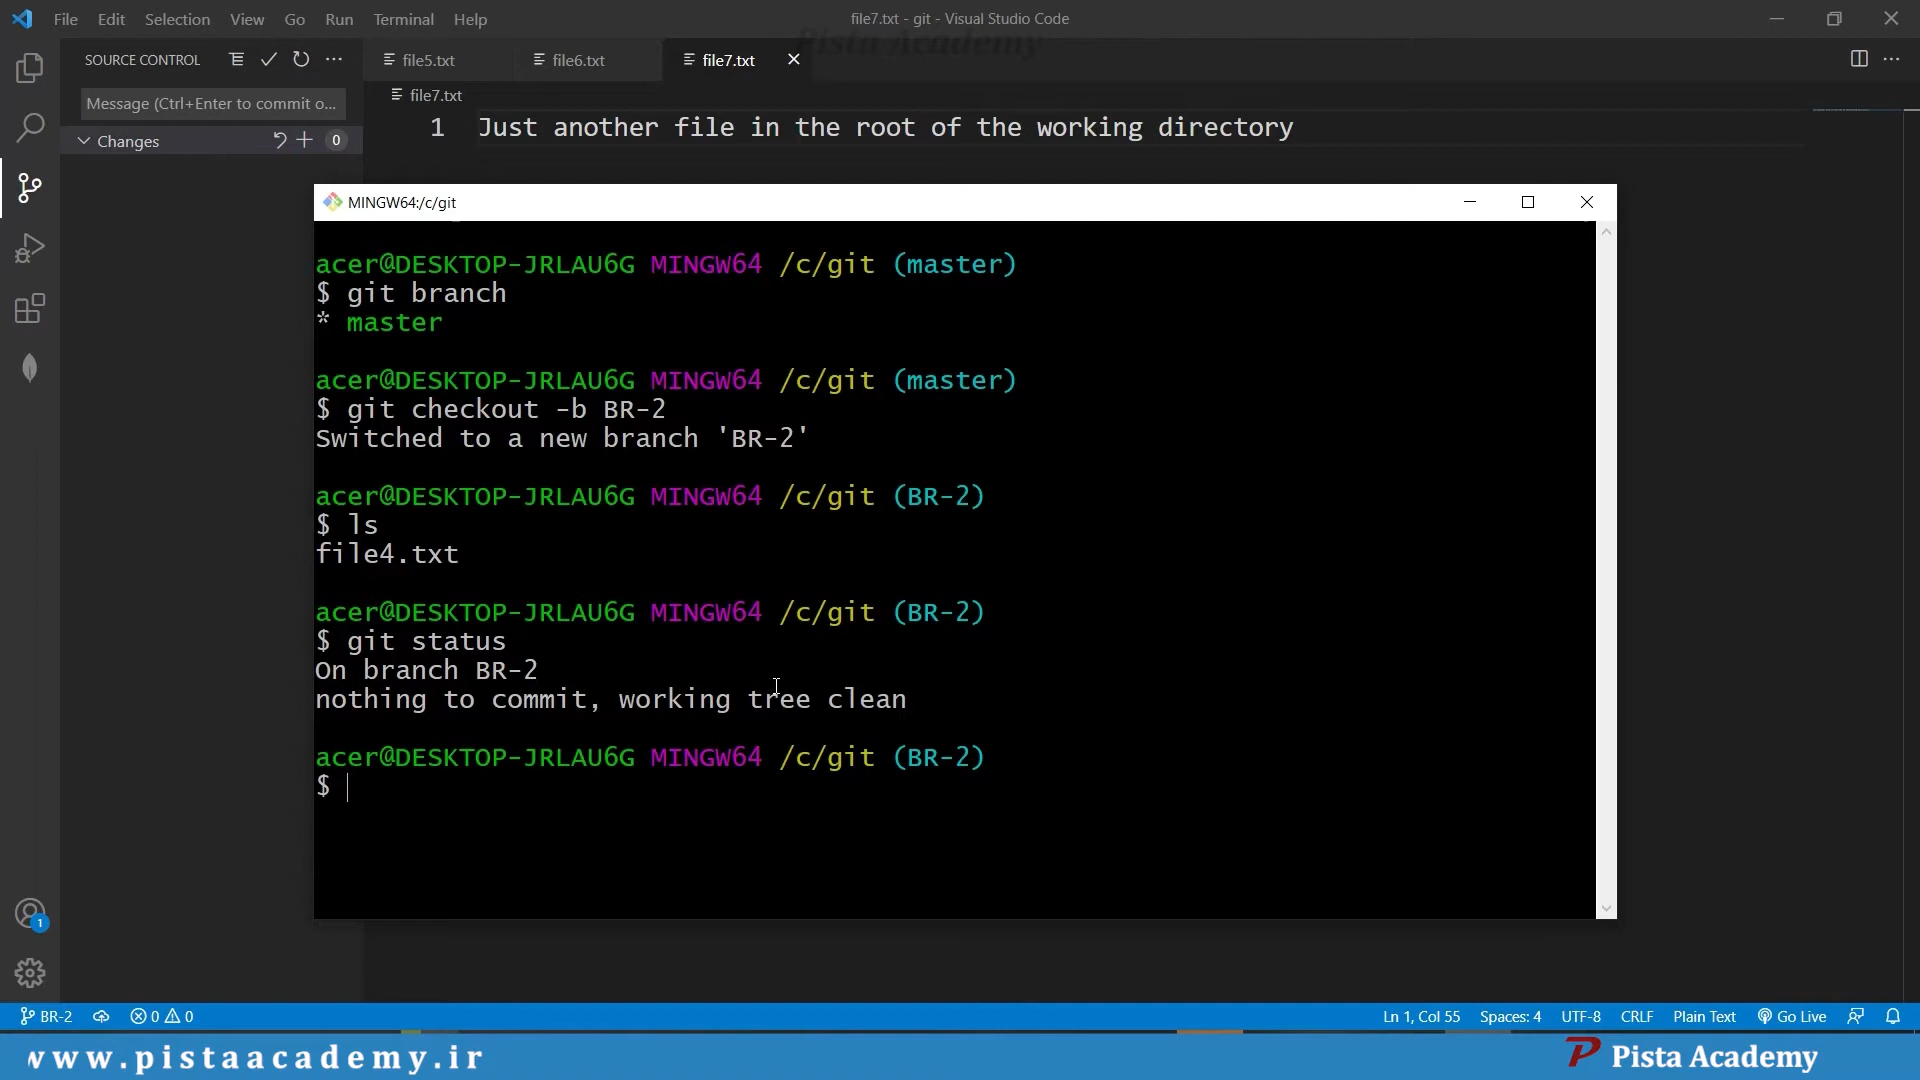 File Edit Selection View Go Run Terminal Help
file7.txt - git - Visual Studio Code
Pista Academy
SOURCE CONTROL
file5.txt
file6.txt
file7.txt
Message (Ctrl+Enter to commit o...
file7.txt
Changes
0
1 Just another file in the root of the working directory
MINGW64:/c/git
acer@DESKTOP-JRLAU6G MINGW64 /c/git (master)
$ git branch
* master
acer@DESKTOP-JRLAU6G MINGW64 /c/git (master)
$ git checkout -b BR-2
Switched to a new branch 'BR-2'
acer@DESKTOP-JRLAU6G MINGW64 /c/git (BR-2)
$ ls
file4.txt
acer@DESKTOP-JRLAU6G MINGW64 /c/git (BR-2)
$ git status
On branch BR-2
nothing to commit, working tree clean
acer@DESKTOP-JRLAU6G MINGW64 /c/git (BR-2)
$
1
BR-2 0 0 Ln 1, Col 55 Spaces: 4 UTF-8 CRLF Plain Text Go Live
www.pistaacademy.ir
Pista Academy